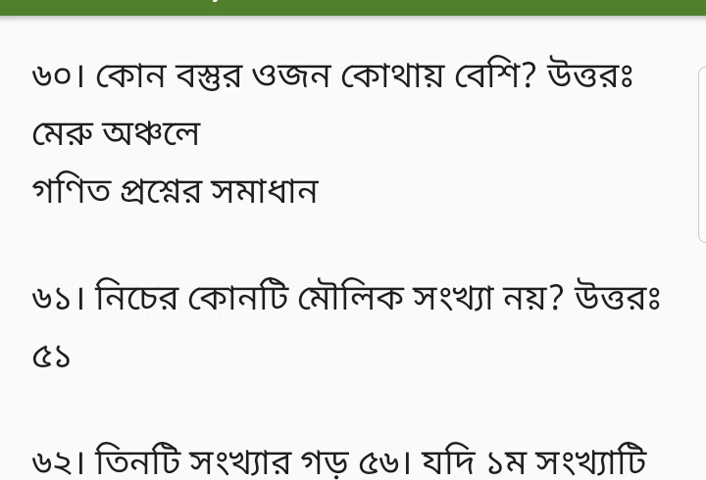 ৬০। কোন বস্তুর ওজন কোথায় বেশি? উত্তরঃ
মেরু অঞ্চলে
গণিত প্রশ্নের সমাধান
৬১। নিচের কোনটি মৌলিক সংখ্যা নয়? উত্তরঃ
৫১
৬২। তিনটি সংখ্যার গড় ৫৬। যদি ১ম সংখ্যাটি